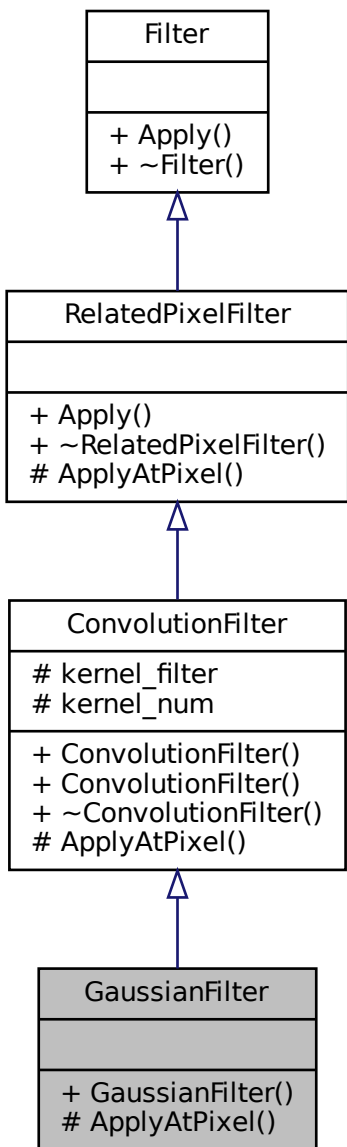 Filter
+ Apply()
+ ~Filter()
RelatedPixelFilter
+ Apply()
+ ~RelatedPixelFilter()
# ApplyAtPixel()
ConvolutionFilter
# kernel_filter
# kernel_num
+ ConvolutionFilter()
+ ConvolutionFilter()
+ ~ConvolutionFilter()
# ApplyAtPixel()
GaussianFilter
+ GaussianFilter()
# ApplyAtPixel()